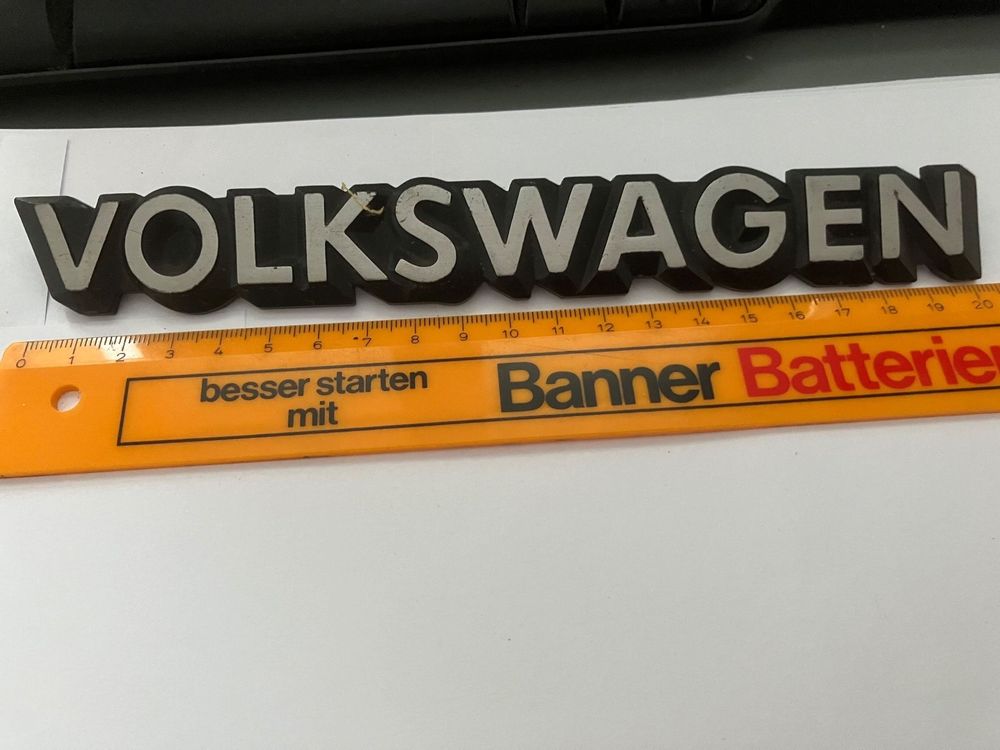 VOLKSWAGEN
0 1 2 3 4 5 6 7 8 9 10 11 12 13 14 15 16 17 18 19 20
besser starten
mit
Banner Batterien